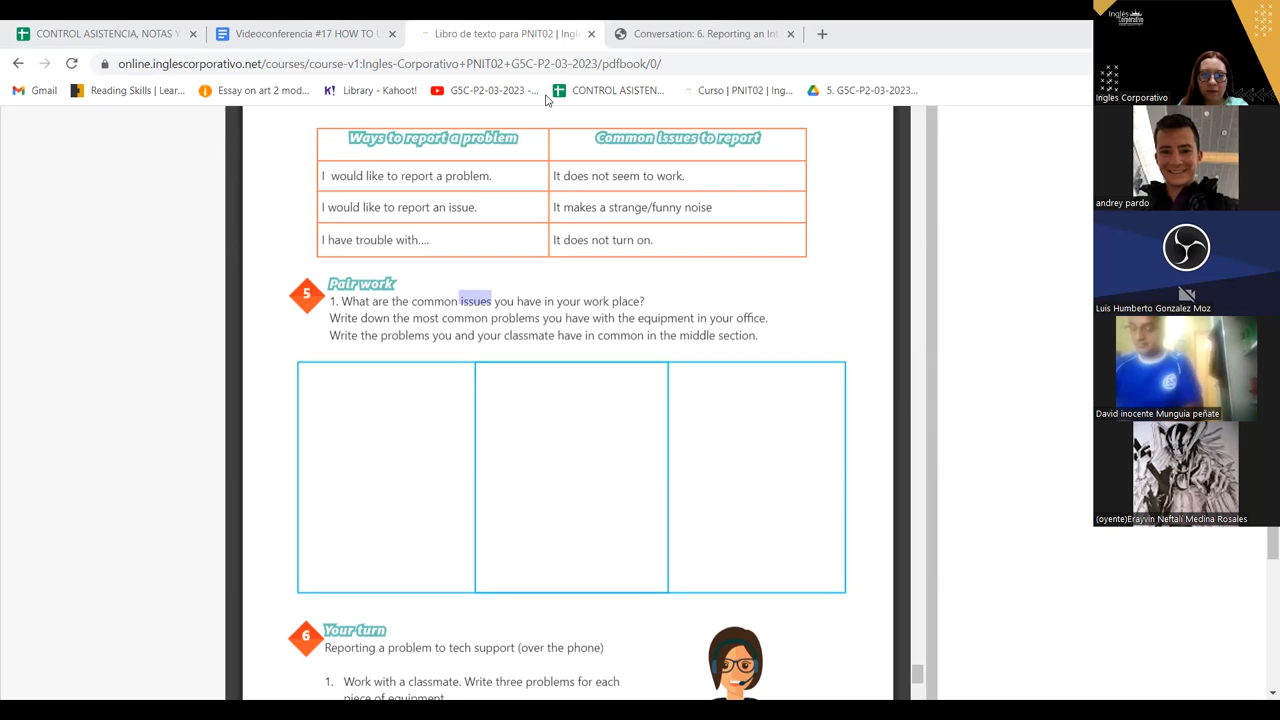 CONTROL ASISTENCIA, NOTAS Y
Videoconferencia #17 HOW TO U
Libro de texto para PNIT02 | Ingl
Conversation: 6. Reporting an Int
online.inglescorporativo.net/courses/course-v1:Ingles-Corporativo+PNIT02+G5C-P2-03-2023/pdfbook/0/
Gmail
Reading Skills | Lear...
Essay on art 2 mod...
Library - Kahoot!
G5C-P2-03-2023 -...
CONTROL ASISTEN...
Curso | PNIT02 | Ing...
5. G5C-P2-03-2023...
Ways to report a problem
Common issues to report
I would like to report a problem.
It does not seem to work.
I would like to report an issue.
It makes a strange/funny noise
I have trouble with....
It does not turn on.
5
Pair work
1. What are the common issues you have in your work place?
Write down the most common problems you have with the equipment in your office.
Write the problems you and your classmate have in common in the middle section.
6
Your turn
Reporting a problem to tech support (over the phone)
1. Work with a classmate. Write three problems for each
piece of equipment.
Inglés
Corporativo
Ingles Corporativo
andrey pardo
Luis Humberto Gonzalez Moz
David inocente Munguia peñate
(oyente)Erayvin Neftali Medina Rosales